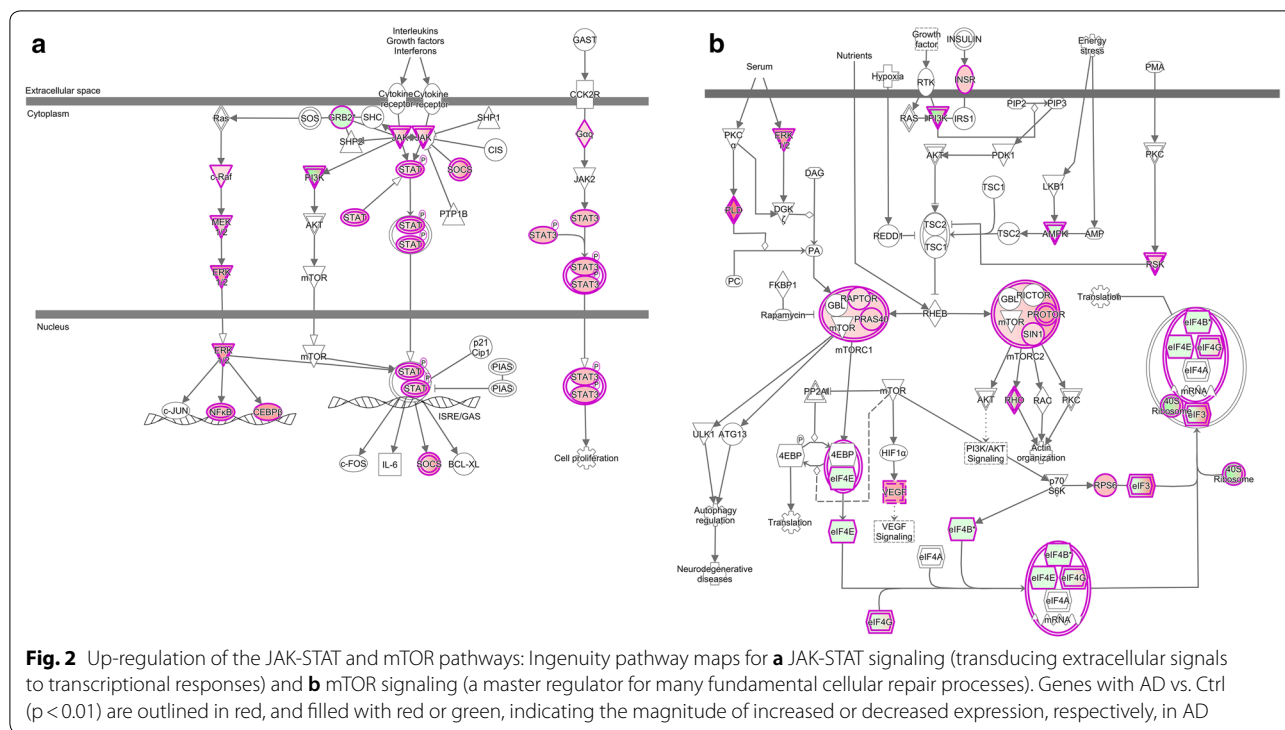 a
Interleukins
Growth factors
Interferons
GAST
Extracellular space
Cytokine
receptor
Cytokine
receptor
CCK2R
Cytoplasm
Ras
SOS
GRB2
SHC
SHP2
JAK
JAK
SHP1
CIS
Gαq
c-Raf
PI3K
STAT
P
SOCS
JAK2
MEK
1/2
AKT
STAT
PTP1B
P
STAT
P
STAT
STAT3
STAT3
P
ERK
1/2
mTOR
STAT3
P
STAT3
P
Nucleus
ERK
1/2
mTOR
p21
Cip1
P
STAT
P
STAT
PIAS
PIAS
STAT3
P
STAT3
P
c-JUN
NFκB
CEBPβ
ISRE/GAS
c-FOS
IL-6
SOCS
BCL-XL
Cell proliferation
b
Growth
factor
INSULIN
Energy
stress
Nutrients
Serum
Hypoxia
RTK
INSR
PMA
PIP2
PIP3
RAS
PI3K
IRS1
PKC
α
ERK
1/2
AKT
PDK1
PKC
DAG
TSC1
LKB1
PLD
DGK
ζ
TSC2
TSC1
REDD1
TSC2
AMPK
AMP
PA
RSK
PC
FKBP1
Rapamycin
GBL
RAPTOR
mTOR
PRAS40
mTORC1
RHEB
GBL
RICTOR
mTOR
PROTOR
SIN1
mTORC2
Translation
eIF4B*
eIF4E
eIF4G
eIF4A
mRNA
40S
Ribosome
eIF3
PP2A
mTOR
AKT
RHO
RAC
PKC
ULK1
ATG13
P
4EBP
4EBP
eIF4E
HIF1α
PI3K/AKT
Signaling
Actin
organization
VEGF
p70
S6K
RPS6
eIF3
40S
Ribosome
Autophagy
regulation
Translation
VEGF
Signaling
eIF4E
eIF4B*
Neurodegenerative
diseases
eIF4A
eIF4B*
eIF4E
eIF4G
eIF4A
mRNA
eIF4G
Fig. 2 Up-regulation of the JAK-STAT and mTOR pathways: Ingenuity pathway maps for a JAK-STAT signaling (transducing extracellular signals
to transcriptional responses) and b mTOR signaling (a master regulator for many fundamental cellular repair processes). Genes with AD vs. Ctrl
(p < 0.01) are outlined in red, and filled with red or green, indicating the magnitude of increased or decreased expression, respectively, in AD